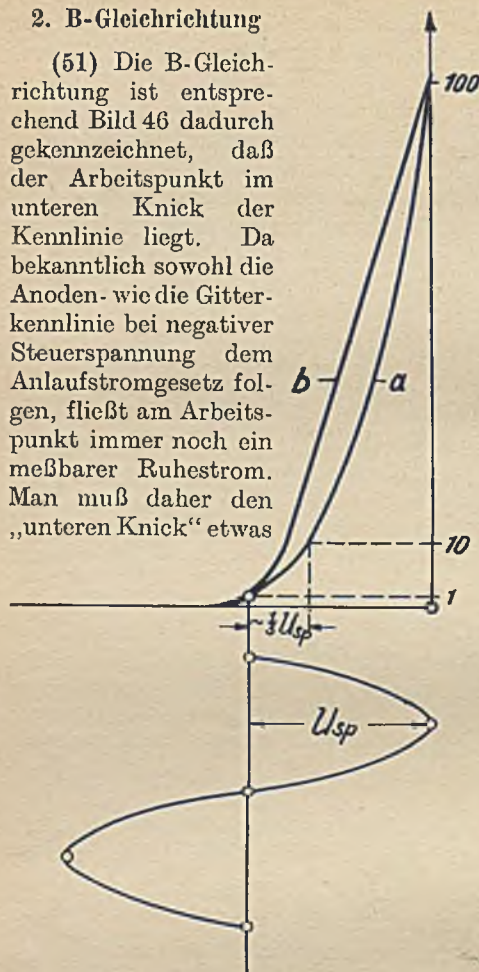 2. B-Gleichrichtung
(51) Die B-Gleich-
richtung ist entspre-
chend Bild 46 dadurch
gekennzeichnet, daß
der Arbeitspunkt im
unteren Knick der
Kennlinie liegt. Da
bekanntlich sowohl die
Anoden- wie die Gitter-
kennlinie bei negativer
Steuerspannung dem
Anlaufstromgesetz fol-
gen, fließt am Arbeits-
punkt immer noch ein
meßbarer Ruhestrom.
Man muß daher den
„unteren Knick“ etwas
100
b
a
10
1
~⅓Usp
Usp